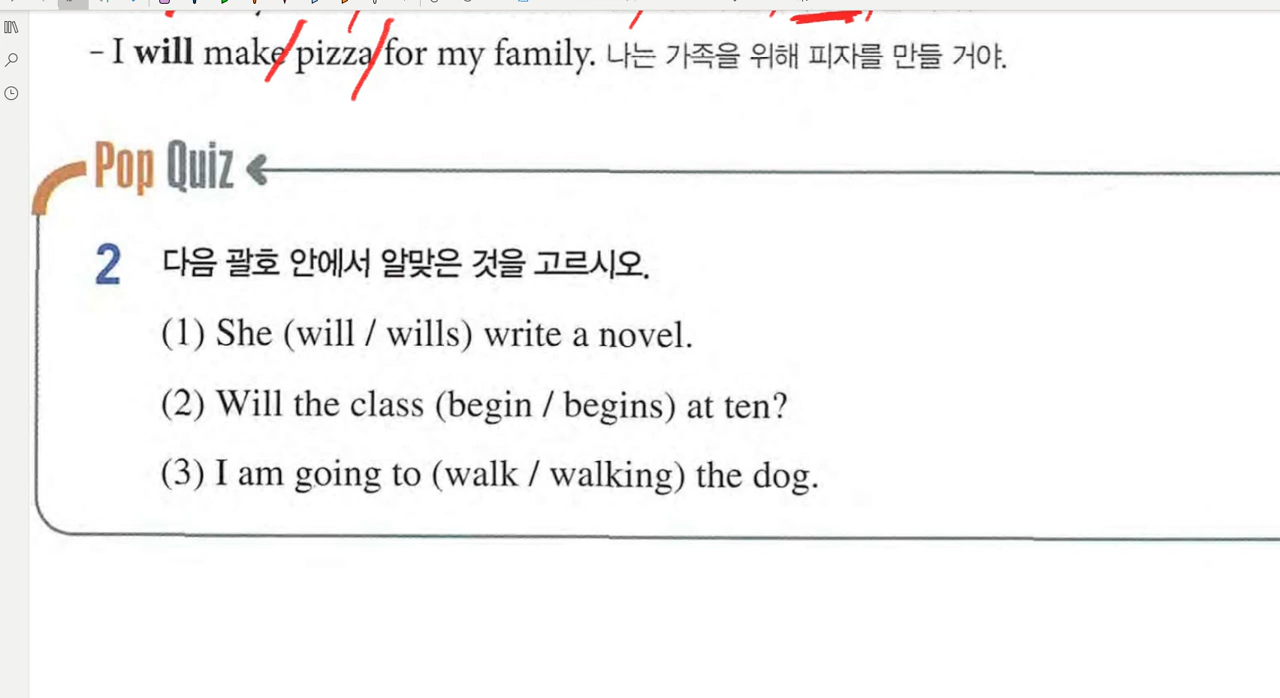 – I will make pizza for my family. 나는 가족을 위해 피자를 만들 거야.
Pop Quiz
2 다음 괄호 안에서 알맞은 것을 고르시오.
(1) She (will / wills) write a novel.
(2) Will the class (begin / begins) at ten?
(3) I am going to (walk / walking) the dog.